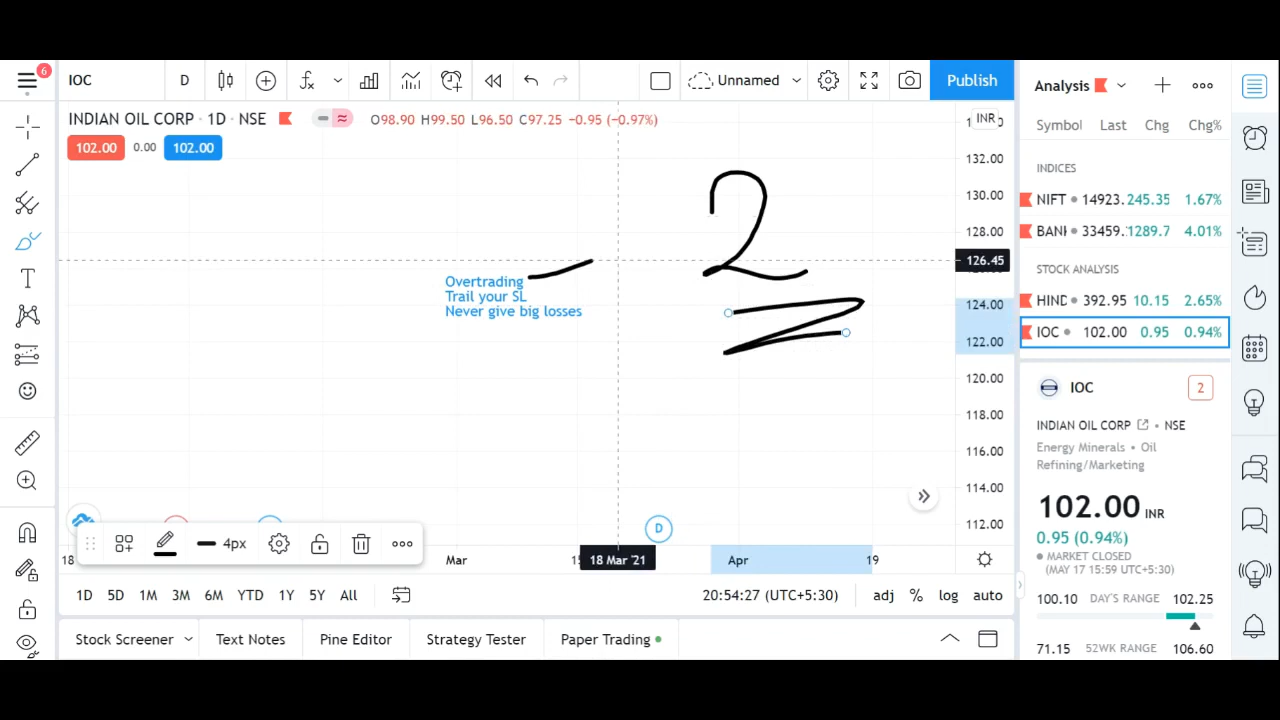 6
IOC
D
Unnamed
Publish
INDIAN OIL CORP · 1D · NSE
O98.90 H99.50 L96.50 C97.25 −0.95 (−0.97%)
102.00 0.00 102.00
INR
132.00
130.00
128.00
126.45
124.00
122.00
120.00
118.00
116.00
114.00
112.00
2
Overtrading
Trail your SL
Never give big losses
D
4px
18
Mar
18 Mar '21
Apr
19
1D 5D 1M 3M 6M YTD 1Y 5Y All
20:54:27 (UTC+5:30)
adj % log auto
Stock Screener
Text Notes
Pine Editor
Strategy Tester
Paper Trading
Analysis
Symbol Last Chg Chg%
INDICES
NIFT 14923. 245.35 1.67%
BANI 33459. 1289.7 4.01%
STOCK ANALYSIS
HIND 392.95 10.15 2.65%
IOC 102.00 0.95 0.94%
IOC
2
INDIAN OIL CORP • NSE
Energy Minerals • Oil
Refining/Marketing
102.00 INR
0.95 (0.94%)
MARKET CLOSED
(MAY 17 15:59 UTC+5:30)
100.10 DAY'S RANGE 102.25
71.15 52WK RANGE 106.60